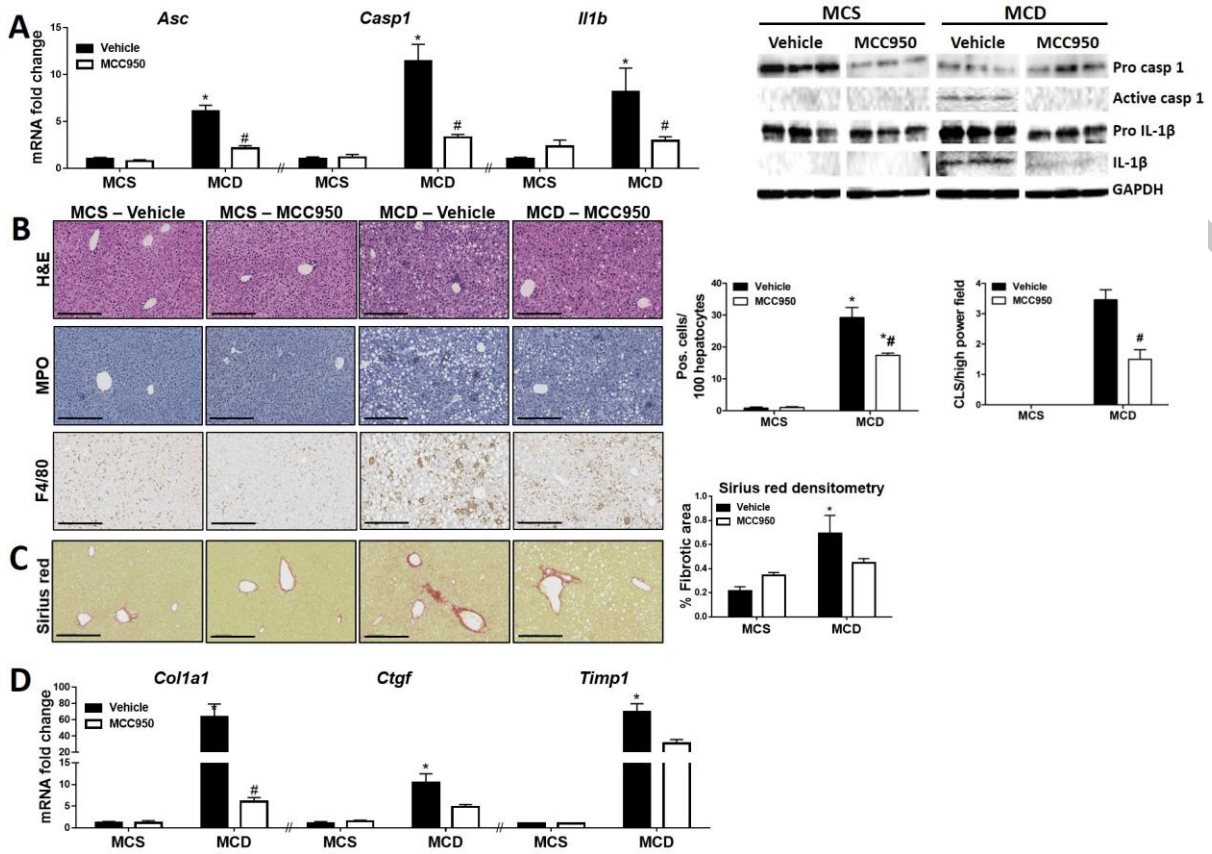 A
Asc Casp1 Il1b
mRNA fold change
15
10
5
0
Vehicle
MCC950
*
#
*
#
*
#
MCS MCD MCS MCD MCS MCD
//
//
MCS MCD
Vehicle MCC950 Vehicle MCC950
Pro casp 1
Active casp 1
Pro IL-1β
IL-1β
GAPDH
B
MCS – Vehicle MCS – MCC950 MCD – Vehicle MCD – MCC950
H&E
MPO
F4/80
Pos. cells/
100 hepatocytes
40
30
20
10
0
Vehicle
MCC950
*
*#
MCS MCD
CLS/high power field
4
3
2
1
0
Vehicle
MCC950
#
MCS MCD
C
Sirius red
Sirius red densitometry
% Fibrotic area
1.0
0.8
0.6
0.4
0.2
0.0
Vehicle
MCC950
*
MCS MCD
D
Col1a1 Ctgf Timp1
mRNA fold change
100
80
60
40
20
15
10
5
0
Vehicle
MCC950
*
#
*
*
MCS MCD MCS MCD MCS MCD
//
//